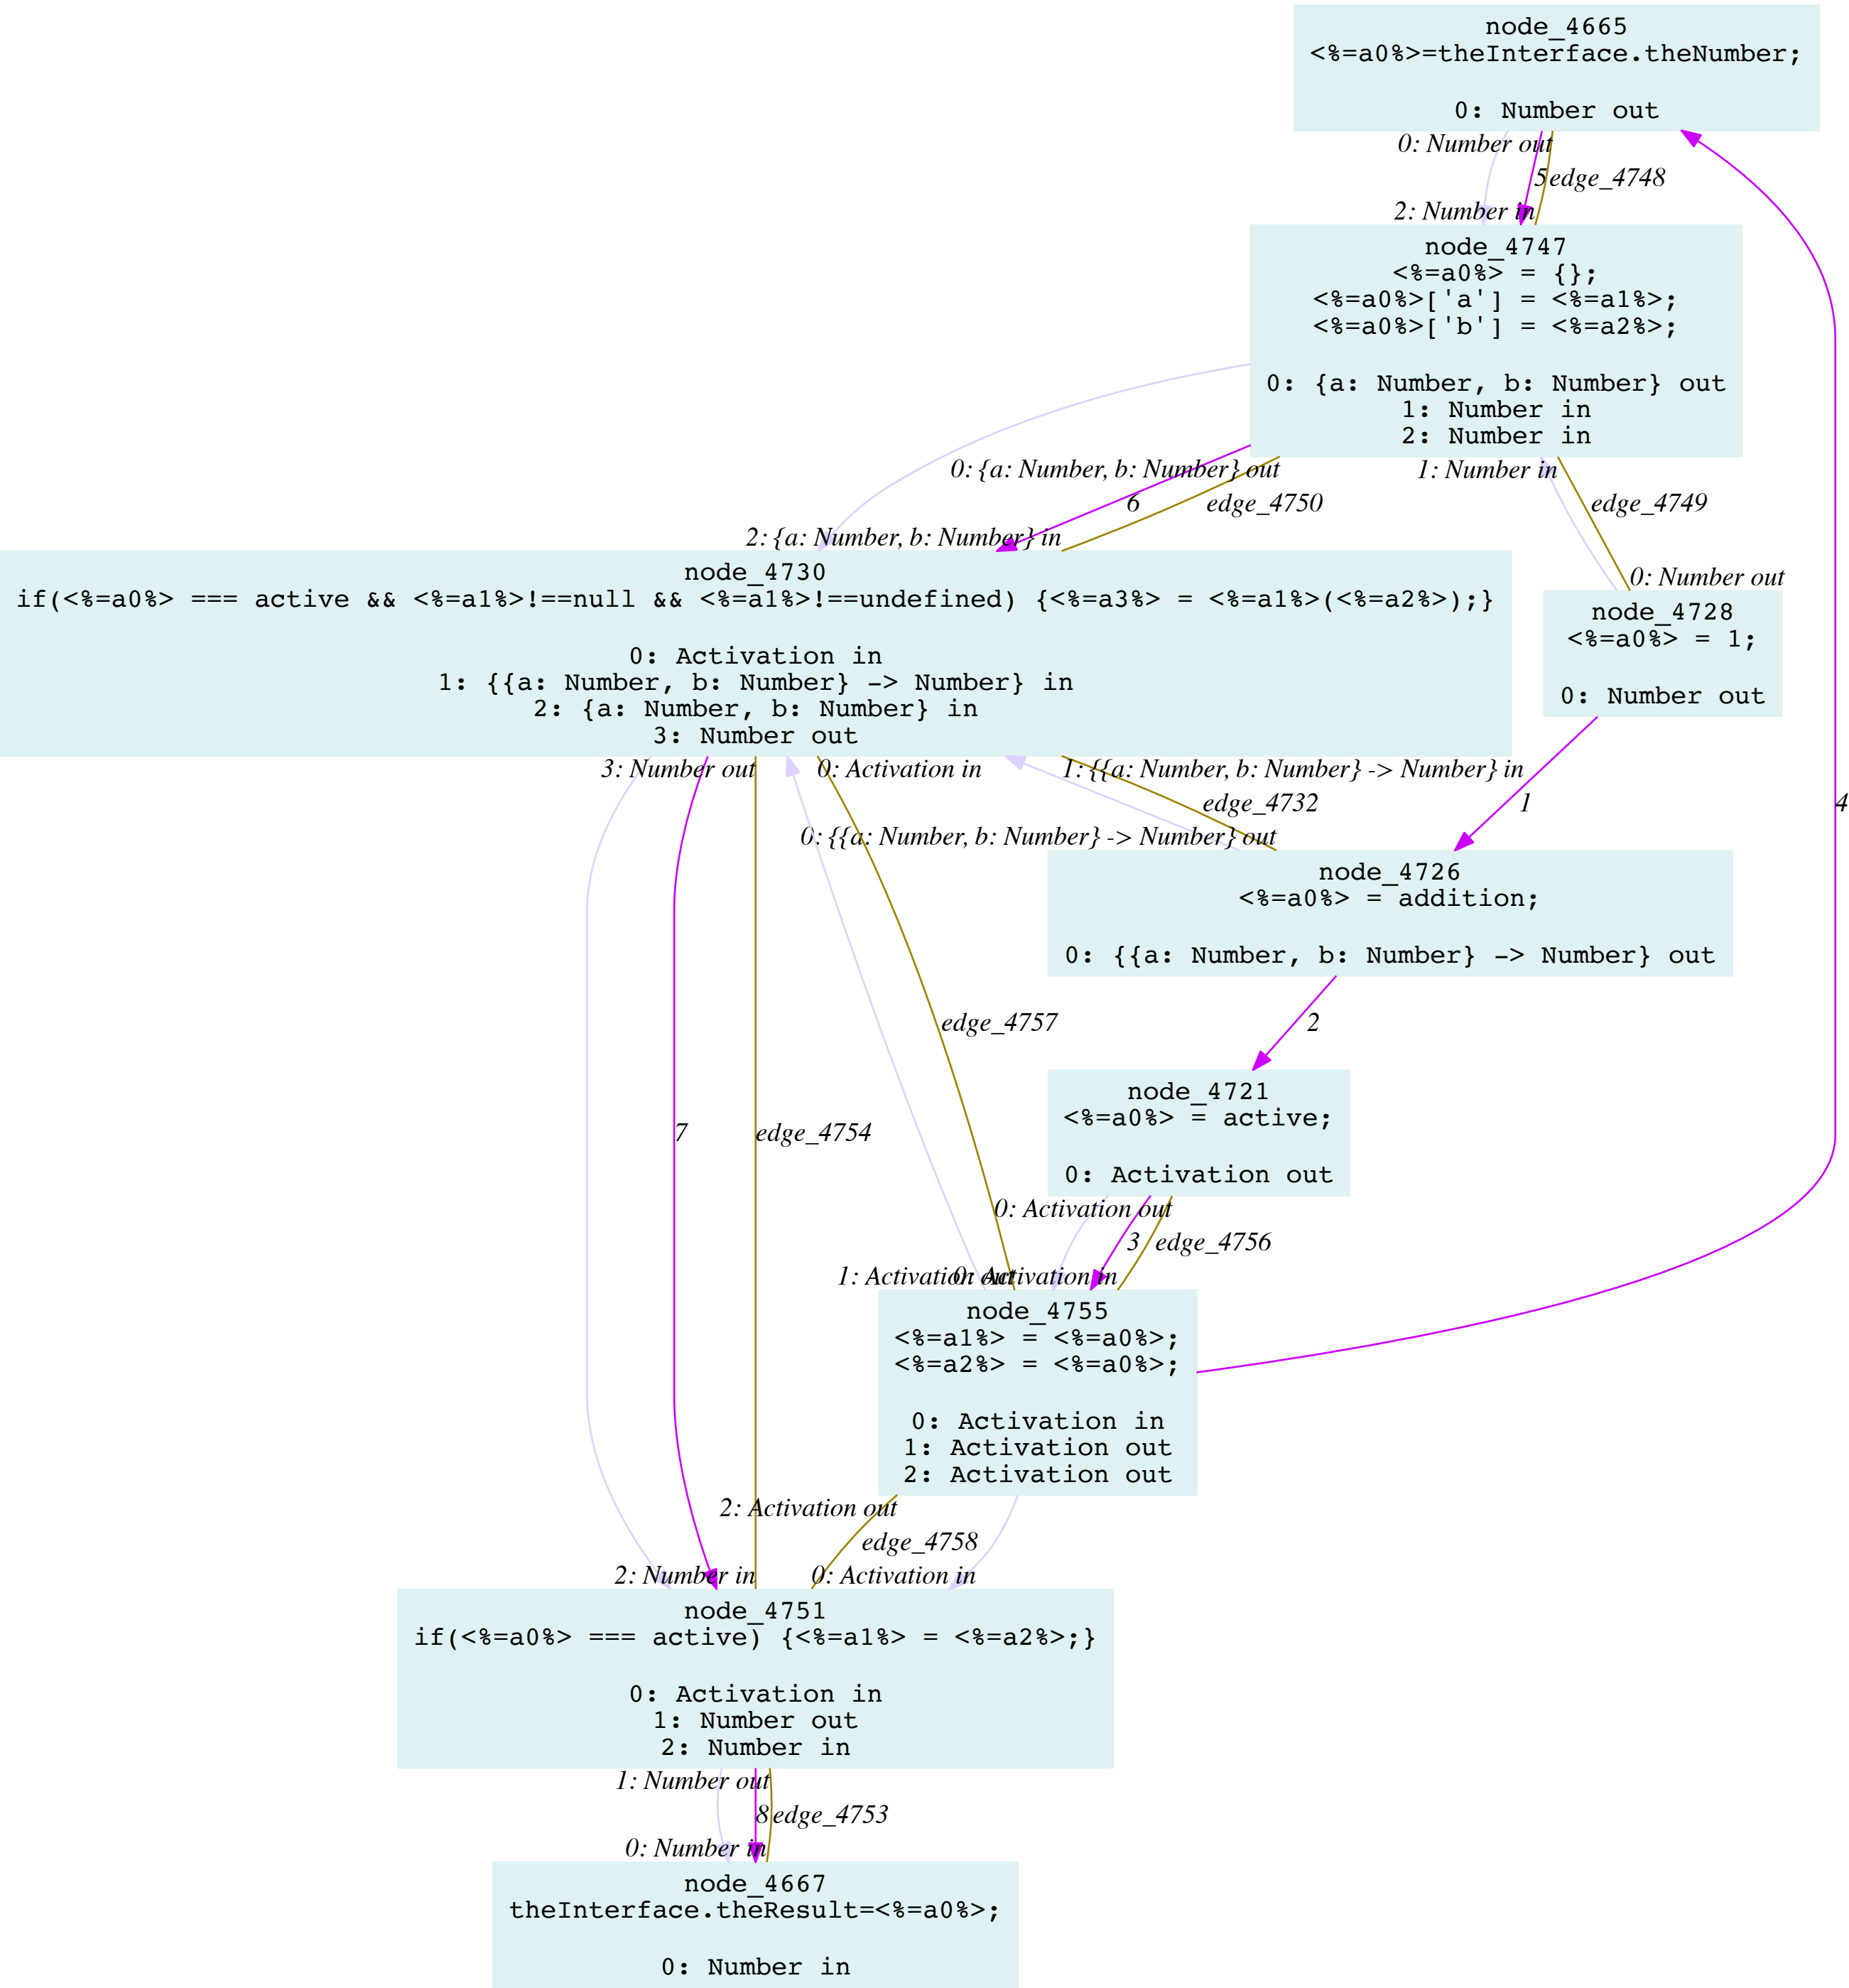 node_4665
<%=a0%>=theInterface.theNumber;
0: Number out
0: Number out
5 edge_4748
2: Number in
node_4747
<%=a0%> = {};
<%=a0%>['a'] = <%=a1%>;
<%=a0%>['b'] = <%=a2%>;
0: {a: Number, b: Number} out
1: Number in
2: Number in
0: {a: Number, b: Number} out
1: Number in
6
edge_4750
edge_4749
2: {a: Number, b: Number} in
node_4730
if(<%=a0%> === active && <%=a1%>!==null && <%=a1%>!==undefined) {<%=a3%> = <%=a1%>(<%=a2%>);}
0: Activation in
1: {{a: Number, b: Number} -> Number} in
2: {a: Number, b: Number} in
3: Number out
0: Number out
node_4728
<%=a0%> = 1;
0: Number out
3: Number out
0: Activation in
1: {{a: Number, b: Number} -> Number} in
edge_4732
1
4
0: {{a: Number, b: Number} -> Number} out
node_4726
<%=a0%> = addition;
0: {{a: Number, b: Number} -> Number} out
edge_4757
2
node_4721
<%=a0%> = active;
0: Activation out
7
edge_4754
0: Activation out
3
edge_4756
1: Activation out
0: Activation in
node_4755
<%=a1%> = <%=a0%>;
<%=a2%> = <%=a0%>;
0: Activation in
1: Activation out
2: Activation out
2: Activation out
edge_4758
2: Number in
0: Activation in
node_4751
if(<%=a0%> === active) {<%=a1%> = <%=a2%>;}
0: Activation in
1: Number out
2: Number in
1: Number out
8 edge_4753
0: Number in
node_4667
theInterface.theResult=<%=a0%>;
0: Number in